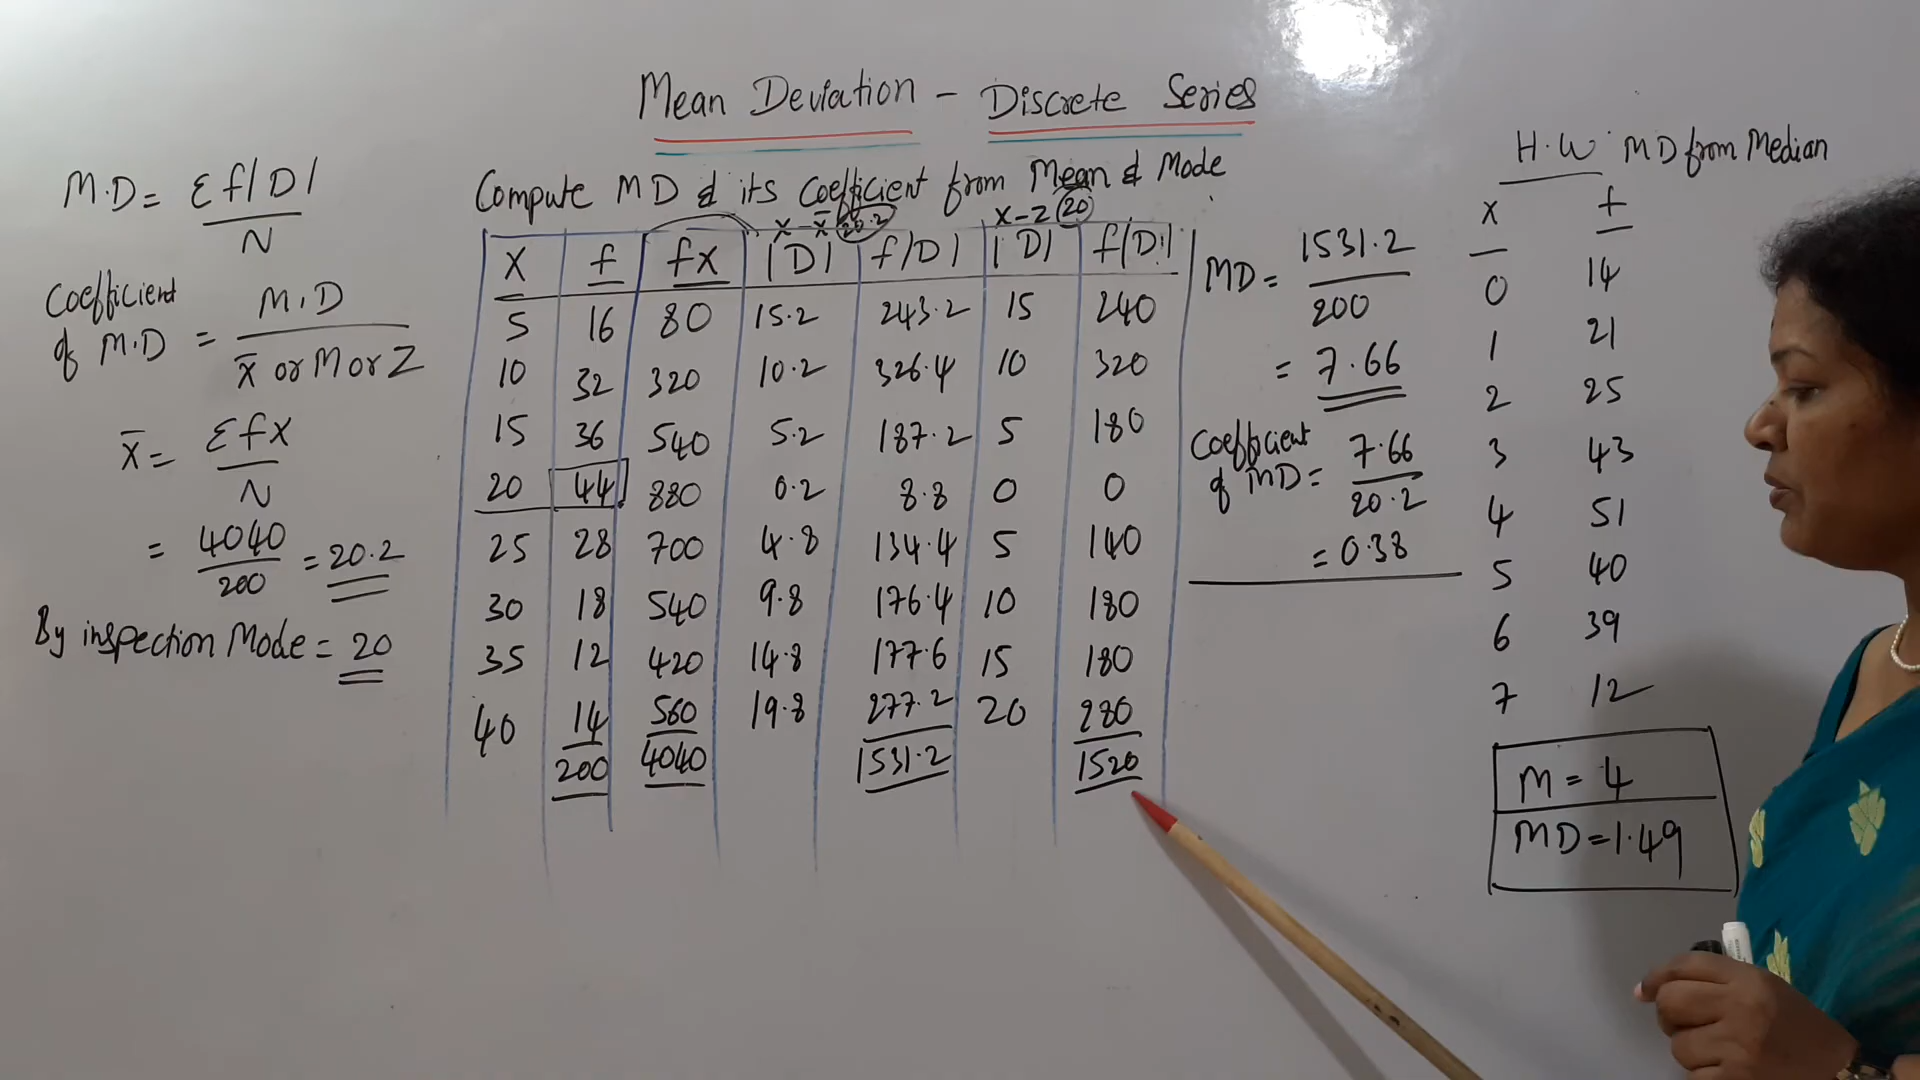 Mean Deviation - Discrete Series
M.D = Σf|D| / N
Coefficient of M.D = M.D / x̄ or M or Z
x̄ = Σfx / N
= 4040 / 200 = 20.2
By inspection Mode = 20
Compute MD & its Coefficient from Mean & Mode
x - x̄ 20.2 x - z 20
x f fx |D| f|D| |D| f|D|
5 16 80 15.2 243.2 15 240
10 32 320 10.2 326.4 10 320
15 36 540 5.2 187.2 5 180
20 44 880 0.2 8.8 0 0
25 28 700 4.8 134.4 5 140
30 18 540 9.8 176.4 10 180
35 12 420 14.8 177.6 15 180
40 14 560 19.8 277.2 20 280
200 4040 1531.2 1520
MD = 1531.2 / 200
= 7.66
Coefficient of MD = 7.66 / 20.2
= 0.38
H.W MD from Median
x f
0 14
1 21
2 25
3 43
4 51
5 40
6 39
7 12
M = 4
MD = 1.49